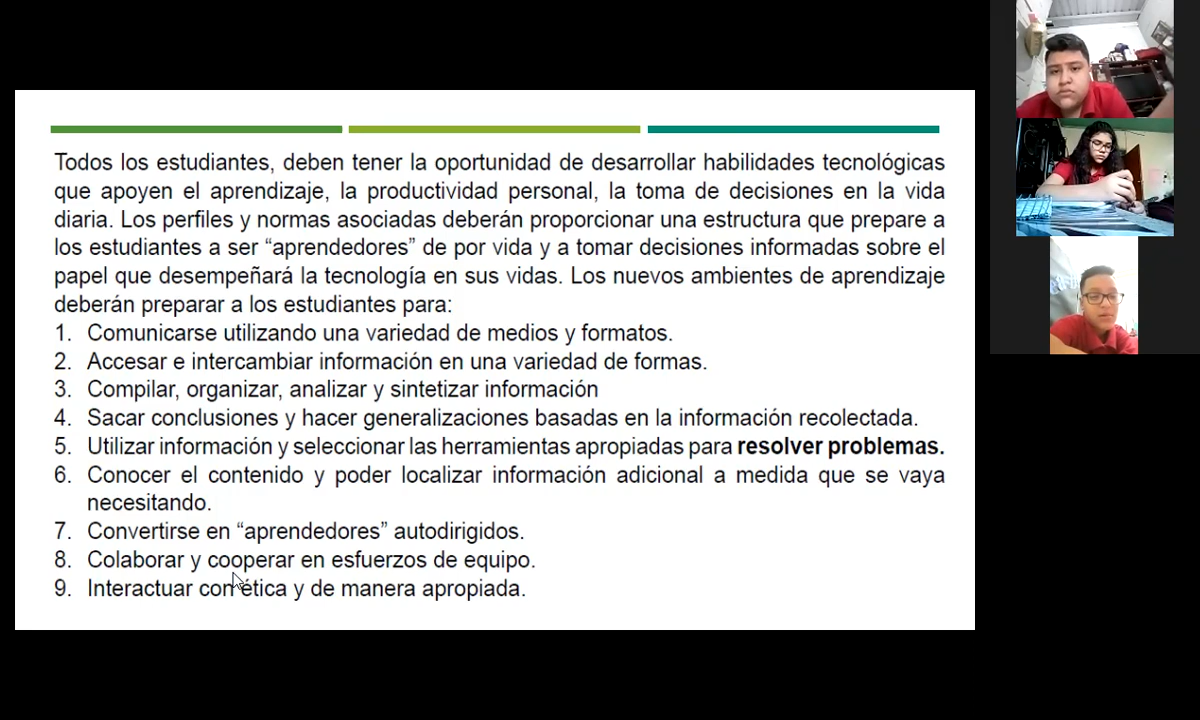 Todos los estudiantes, deben tener la oportunidad de desarrollar habilidades tecnológicas
que apoyen el aprendizaje, la productividad personal, la toma de decisiones en la vida
diaria. Los perfiles y normas asociadas deberán proporcionar una estructura que prepare a
los estudiantes a ser “aprendedores” de por vida y a tomar decisiones informadas sobre el
papel que desempeñará la tecnología en sus vidas. Los nuevos ambientes de aprendizaje
deberán preparar a los estudiantes para:
1. Comunicarse utilizando una variedad de medios y formatos.
2. Accesar e intercambiar información en una variedad de formas.
3. Compilar, organizar, analizar y sintetizar información
4. Sacar conclusiones y hacer generalizaciones basadas en la información recolectada.
5. Utilizar información y seleccionar las herramientas apropiadas para resolver problemas.
6. Conocer el contenido y poder localizar información adicional a medida que se vaya
necesitando.
7. Convertirse en “aprendedores” autodirigidos.
8. Colaborar y cooperar en esfuerzos de equipo.
9. Interactuar con ética y de manera apropiada.